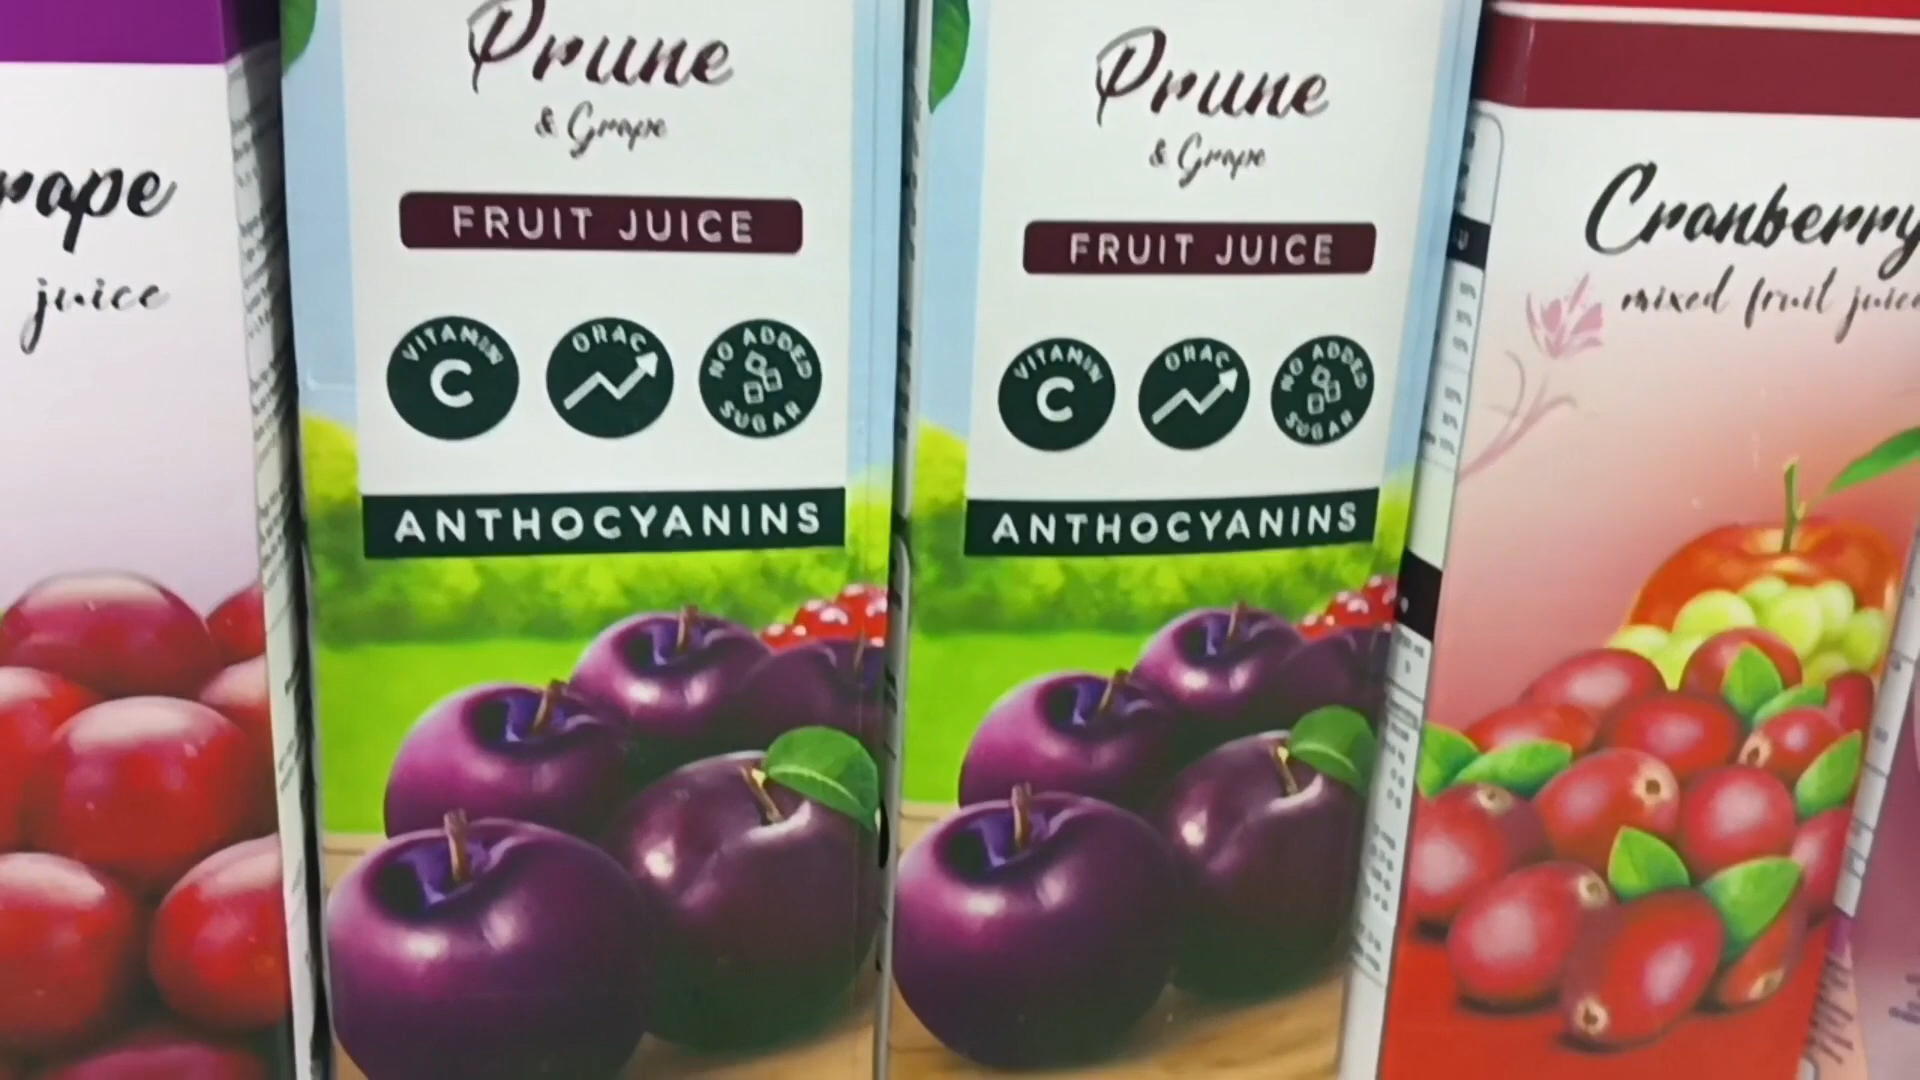 juice
Prune
& Grape
FRUIT JUICE
VITAMIN
C
ORAC
NO ADDED
SUGAR
ANTHOCYANINS
Prune
& Grape
FRUIT JUICE
VITAMIN
C
ORAC
NO ADDED
SUGAR
ANTHOCYANINS
Cranberry
mixed fruit juice